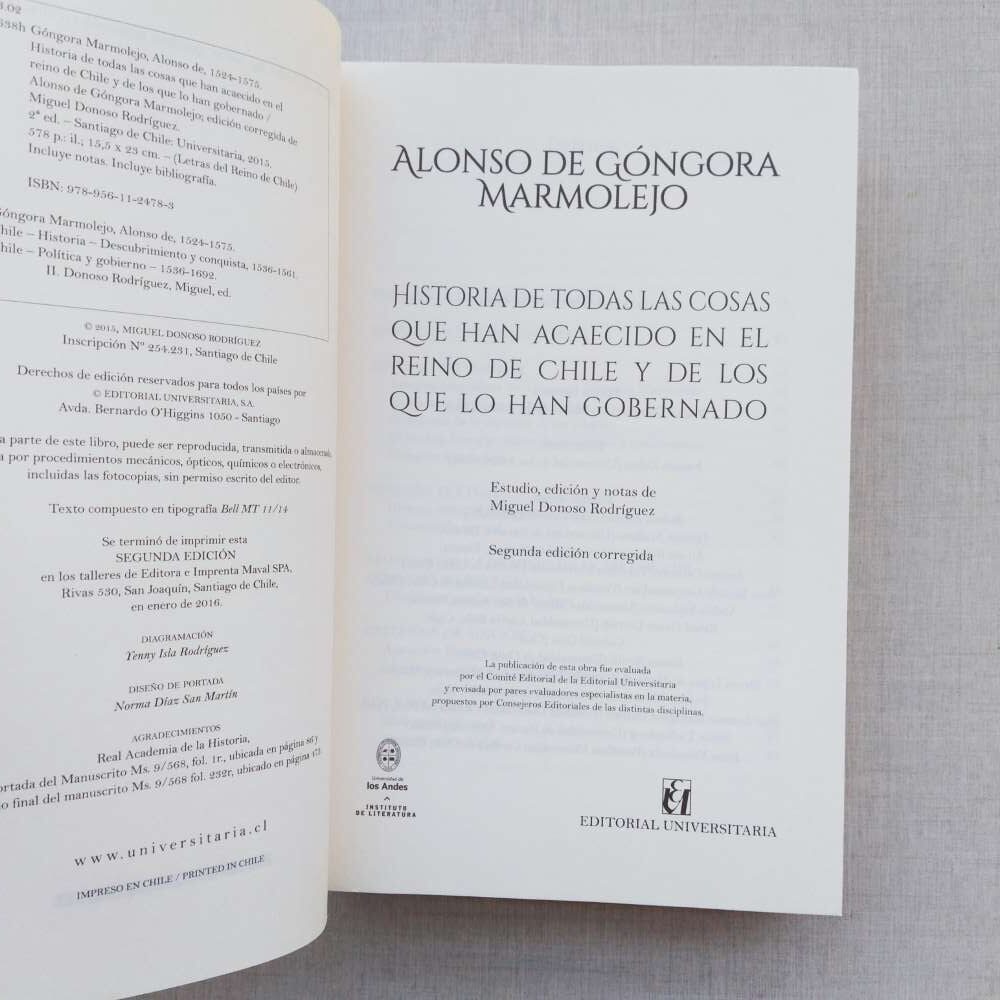 3.02
638h Góngora Marmolejo, Alonso de, 1524-1575.
Historia de todas las cosas que han acaecido en el
reino de Chile y de los que lo han gobernado /
Alonso de Góngora Marmolejo; edición corregida de
Miguel Donoso Rodríguez.
2ª ed. – Santiago de Chile: Universitaria, 2015.
578 p.: il.; 15,5 x 23 cm. – (Letras del Reino de Chile)
Incluye notas. Incluye bibliografía.
ISBN: 978-956-11-2478-3
óngora Marmolejo, Alonso de, 1524-1575.
hile – Historia – Descubrimiento y conquista, 1536-1561.
hile – Política y gobierno – 1536-1692.
II. Donoso Rodríguez, Miguel, ed.
© 2015, MIGUEL DONOSO RODRÍGUEZ
Inscripción Nº 254.231, Santiago de Chile
Derechos de edición reservados para todos los países por
© EDITORIAL UNIVERSITARIA, S.A.
Avda. Bernardo O'Higgins 1050 - Santiago
a parte de este libro, puede ser reproducida, transmitida o almacenada,
a por procedimientos mecánicos, ópticos, químicos o electrónicos,
incluidas las fotocopias, sin permiso escrito del editor.
Texto compuesto en tipografía Bell MT 11/14
Se terminó de imprimir esta
SEGUNDA EDICIÓN
en los talleres de Editora e Imprenta Maval SPA,
Rivas 530, San Joaquín, Santiago de Chile,
en enero de 2016.
DIAGRAMACIÓN
Yenny Isla Rodríguez
DISEÑO DE PORTADA
Norma Díaz San Martín
AGRADECIMIENTOS
Real Academia de la Historia,
ortada del Manuscrito Ms. 9/568, fol. 1r., ubicada en página 86 y
o final del manuscrito Ms. 9/568 fol. 232r, ubicado en página 473
www.universitaria.cl
IMPRESO EN CHILE / PRINTED IN CHILE
ALONSO DE GÓNGORA
MARMOLEJO
HISTORIA DE TODAS LAS COSAS
QUE HAN ACAECIDO EN EL
REINO DE CHILE Y DE LOS
QUE LO HAN GOBERNADO
Estudio, edición y notas de
Miguel Donoso Rodríguez
Segunda edición corregida
La publicación de esta obra fue evaluada
por el Comité Editorial de la Editorial Universitaria
y revisada por pares evaluadores especialistas en la materia,
propuestos por Consejeros Editoriales de las distintas disciplinas.
Universidad de
los Andes
INSTITUTO
DE LITERATURA
EDITORIAL UNIVERSITARIA